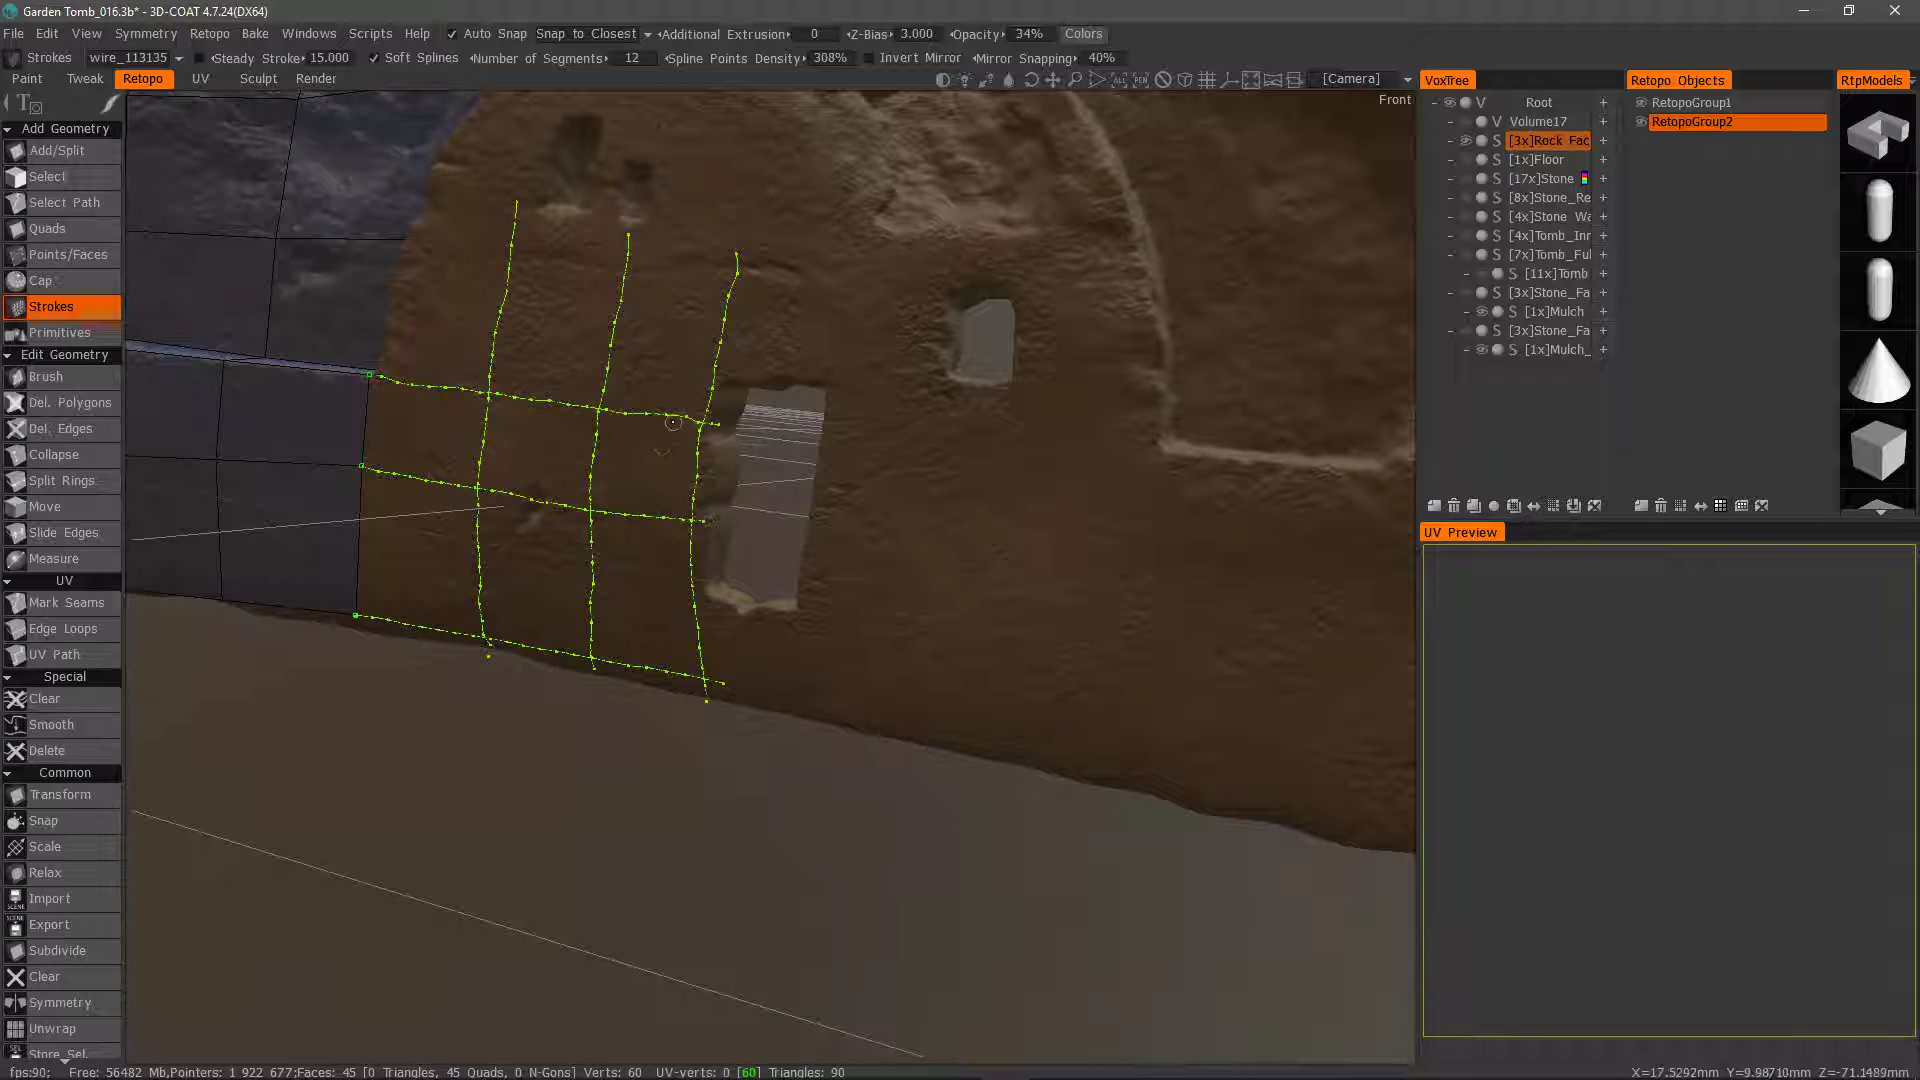 Garden Tomb_016.3b* - 3D-COAT 4.7.24(DX64)
File Edit View Symmetry Retopo Bake Windows Scripts Help Auto Snap Snap to Closest Additional Extrusion 0 Z-Bias 3.000 Opacity 34% Colors
Strokes wire_113135 Steady Stroke 15.000 Soft Splines Number of Segments 12 Spline Points Density 308% Invert Mirror Mirror Snapping 40%
Paint Tweak Retopo UV Sculpt Render [Camera]
Front
Add Geometry
Add/Split
Select
Select Path
Quads
Points/Faces
Cap
Strokes
Primitives
Edit Geometry
Brush
Del. Polygons
Del. Edges
Collapse
Split Rings
Move
Slide Edges
Measure
UV
Mark Seams
Edge Loops
UV Path
Special
Clear
Smooth
Delete
Common
Transform
Snap
Scale
Relax
Import
Export
Subdivide
Clear
Symmetry
Unwrap
Store Sel.
VoxTree
V Root +
V Volume17 +
S [3x]Rock Fac +
S [1x]Floor +
S [17x]Stone +
S [8x]Stone_Re +
S [4x]Stone Wa +
S [4x]Tomb_Inr +
S [7x]Tomb_Ful +
S [11x]Tomb +
S [3x]Stone_Fa +
S [1x]Mulch +
S [3x]Stone_Fa +
S [1x]Mulch_ +
Retopo Objects
RetopoGroup1
RetopoGroup2
RtpModels
UV Preview
fps:90; Free: 56482 Mb,Pointers: 1 922 677;Faces: 45 [0 Triangles, 45 Quads, 0 N-Gons] Verts: 60 UV-verts: 0 [60] Triangles: 90
X=17.5292mm Y=9.98710mm Z=-71.1489mm